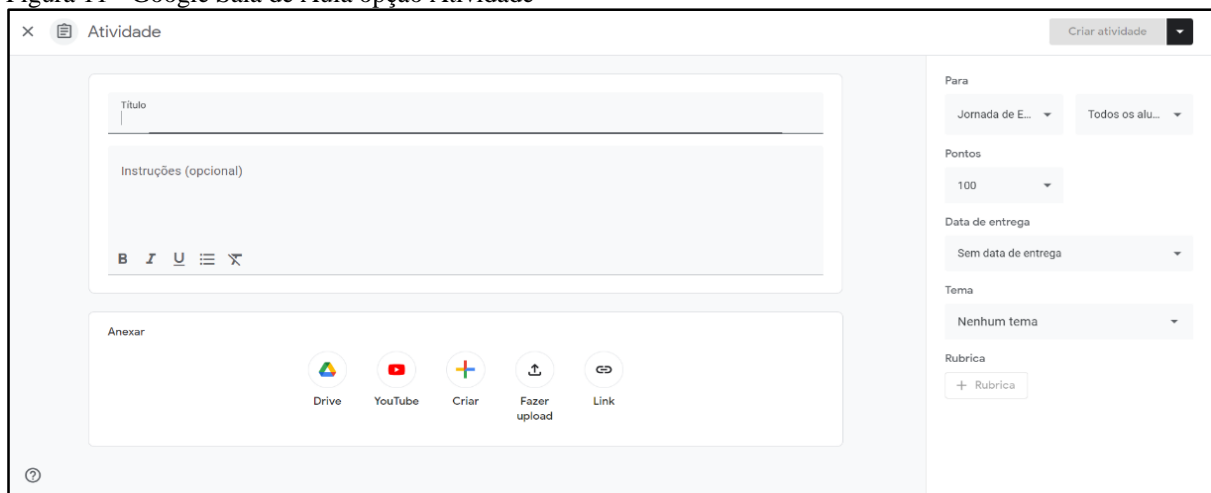 Figura 11 - Google Sala de Aula opção Atividade
Atividade
Criar atividade
Título
Instruções (opcional)
B I U
Anexar
Drive
YouTube
Criar
Fazer
upload
Link
Para
Jornada de E...
Todos os alu...
Pontos
100
Data de entrega
Sem data de entrega
Tema
Nenhum tema
Rubrica
+ Rubrica